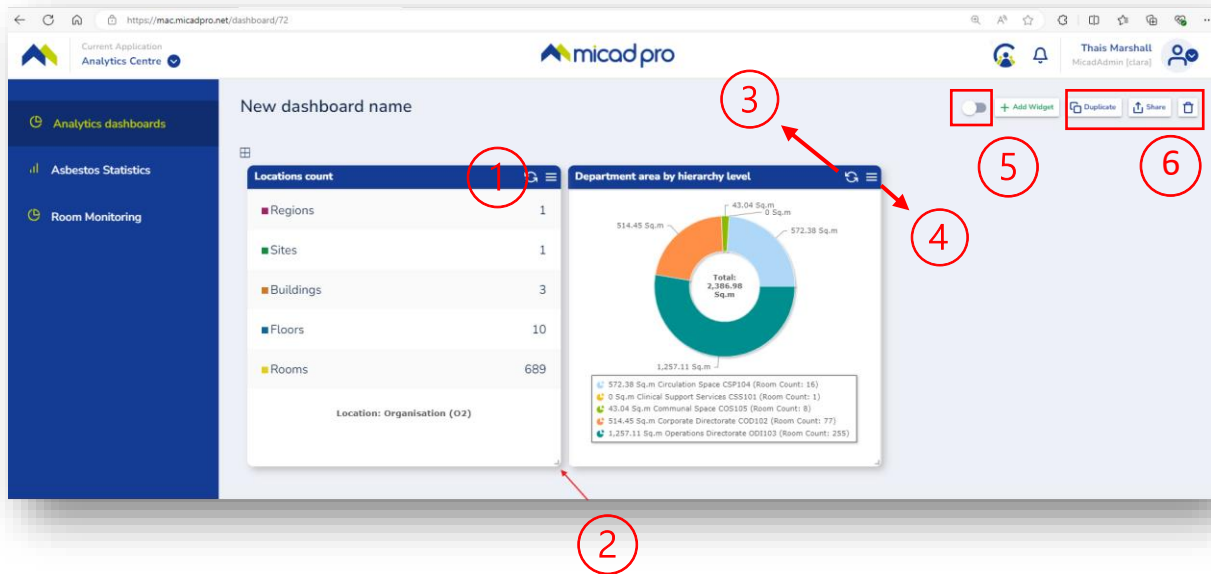 https://mac.micadpro.net/dashboard/72
Current Application
Analytics Centre
micad pro
Thais Marshall
MicadAdmin [clara]
Analytics dashboards
Asbestos Statistics
Room Monitoring
New dashboard name
3
+ Add Widget
Duplicate
Share
5
6
Locations count
1
Regions 1
Sites 1
Buildings 3
Floors 10
Rooms 689
Location: Organisation (O2)
2
Department area by hierarchy level
4
43.04 Sq.m
0 Sq.m
514.45 Sq.m
572.38 Sq.m
Total:
2,386.98
Sq.m
1,257.11 Sq.m
572.38 Sq.m Circulation Space CSP104 (Room Count: 16)
0 Sq.m Clinical Support Services CSS101 (Room Count: 1)
43.04 Sq.m Communal Space COS105 (Room Count: 8)
514.45 Sq.m Corporate Directorate COD102 (Room Count: 77)
1,257.11 Sq.m Operations Directorate ODI103 (Room Count: 255)